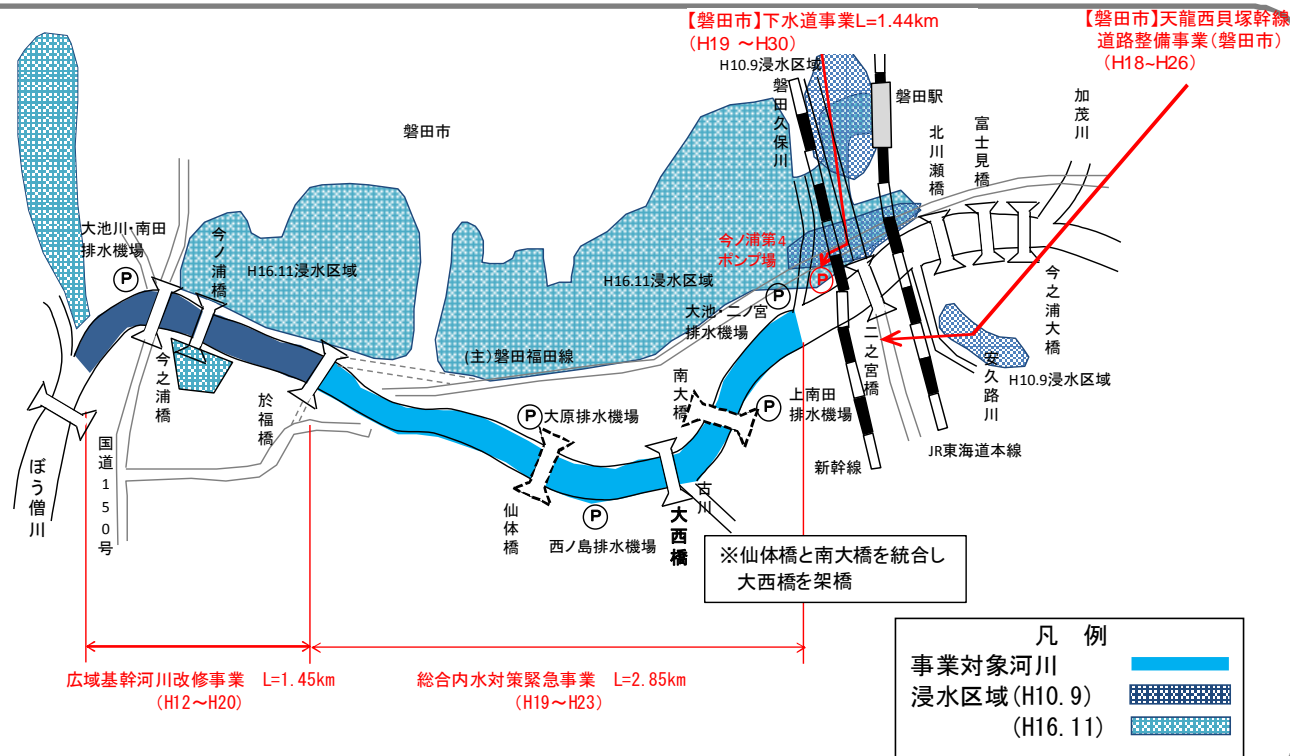 【磐田市】下水道事業L=1.44km
(H19 ～H30)
【磐田市】天龍西貝塚幹線
道路整備事業(磐田市)
(H18~H26)
H10.9浸水区域
磐田久保川
磐田駅
北川瀬橋
富士見橋
加茂川
磐田市
大池川・南田
排水機場
P
今ノ浦橋
H16.11浸水区域
H16.11浸水区域
今ノ浦第4
ポンプ場
P
大池・二ノ宮
排水機場
P
二之宮橋
今之浦大橋
安久路川
H10.9浸水区域
今之浦橋
(主)磐田福田線
於福橋
南大橋
P
上南田
排水機場
P
大原排水機場
JR東海道本線
新幹線
国道150号
ぼう僧川
仙体橋
P
西ノ島排水機場
大西橋
古川
※仙体橋と南大橋を統合し
大西橋を架橋
広域基幹河川改修事業 L=1.45km
(H12～H20)
総合内水対策緊急事業 L=2.85km
(H19～H23)
凡 例
事業対象河川
浸水区域(H10.9)
(H16.11)